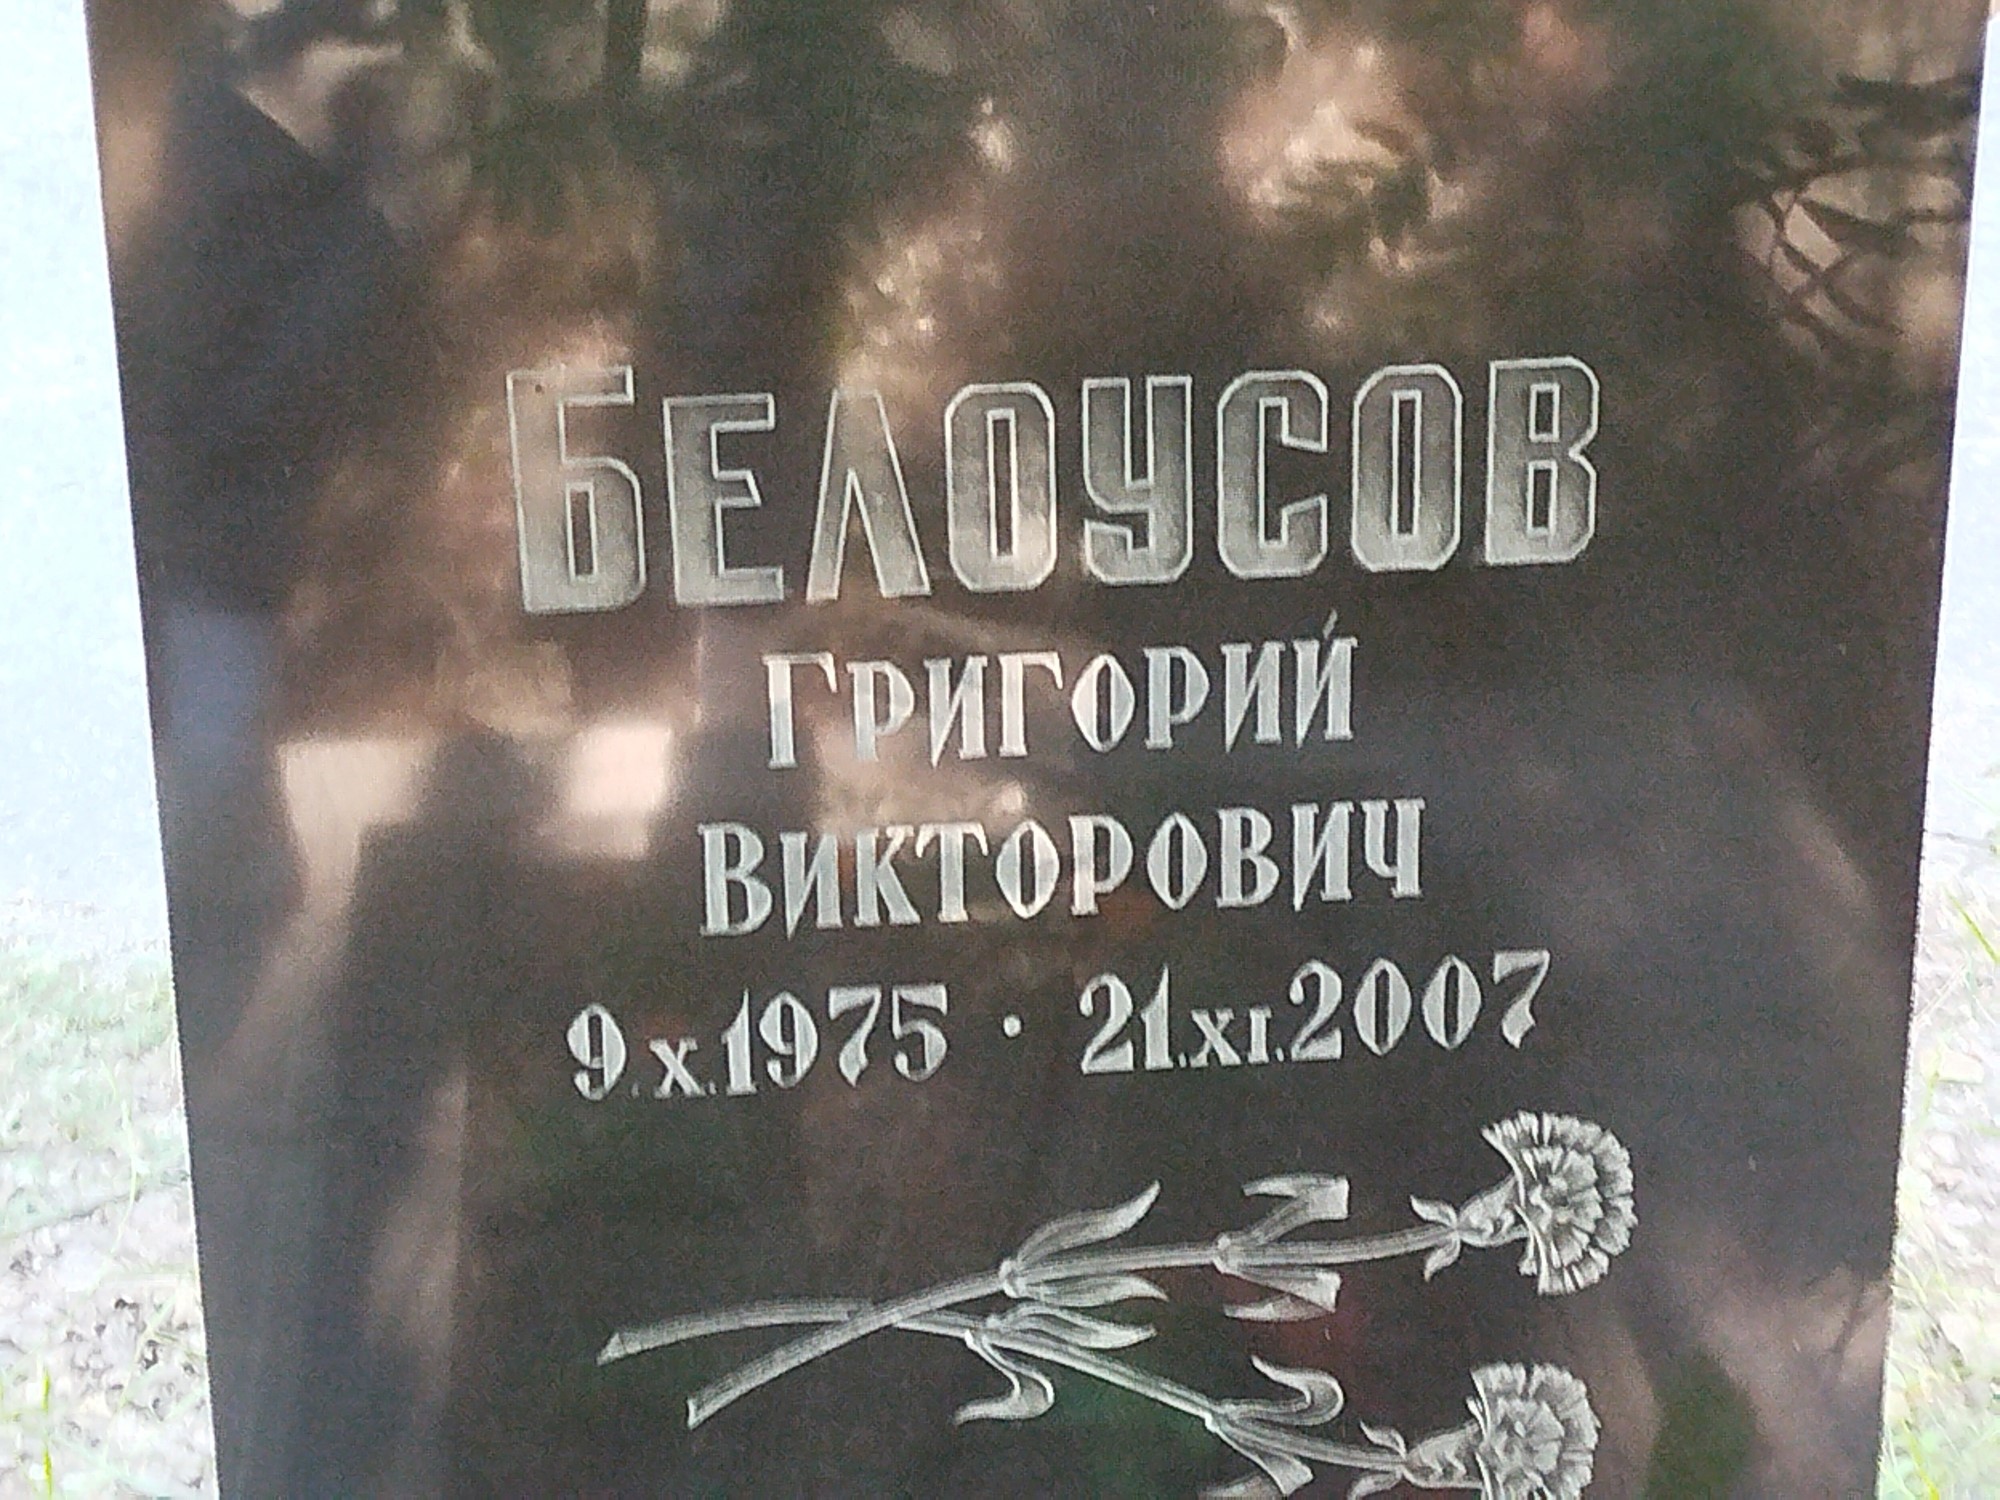 БЕЛОУСОВ
ГРИГОРИЙ
ВИКТОРОВИЧ
9.X.1975 · 21.XI.2007